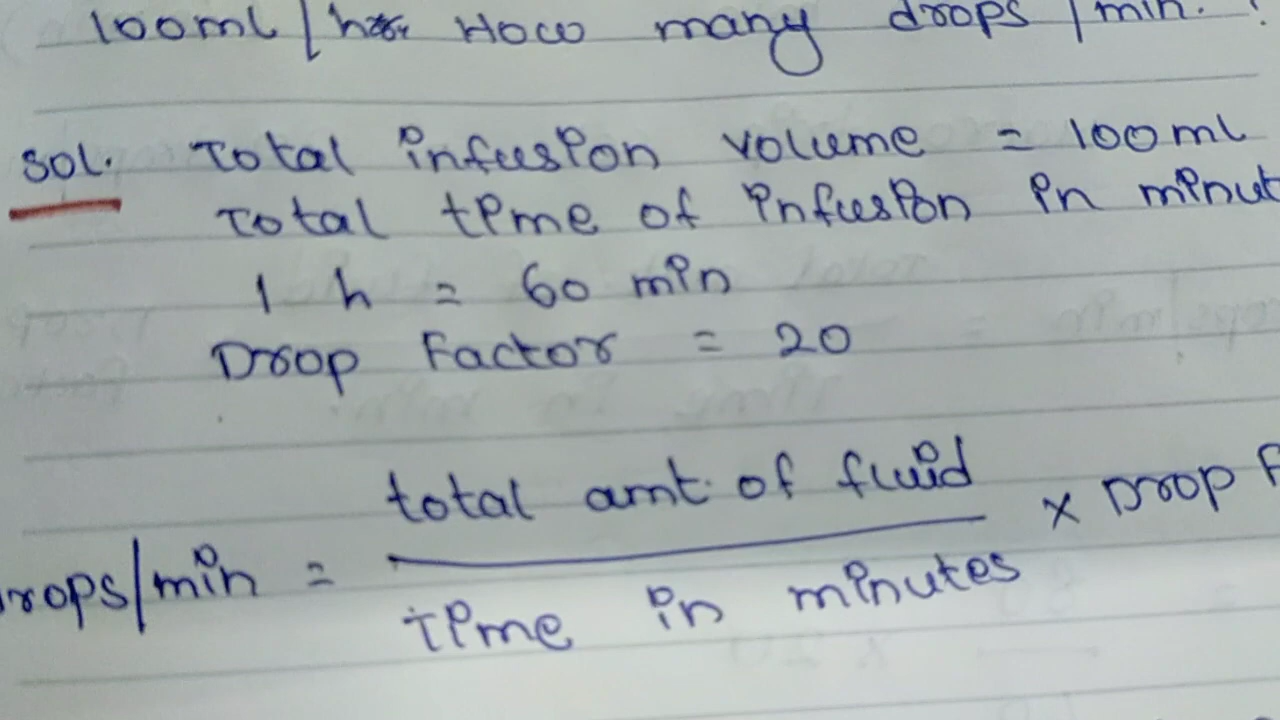 100ml/hr How many drops/min. ?
Sol. Total infusion volume = 100ml
Total time of infusion in minut
1 h = 60 min
Drop Factor = 20
total amt. of fluid
rops/min = ———— × Drop F
time in minutes